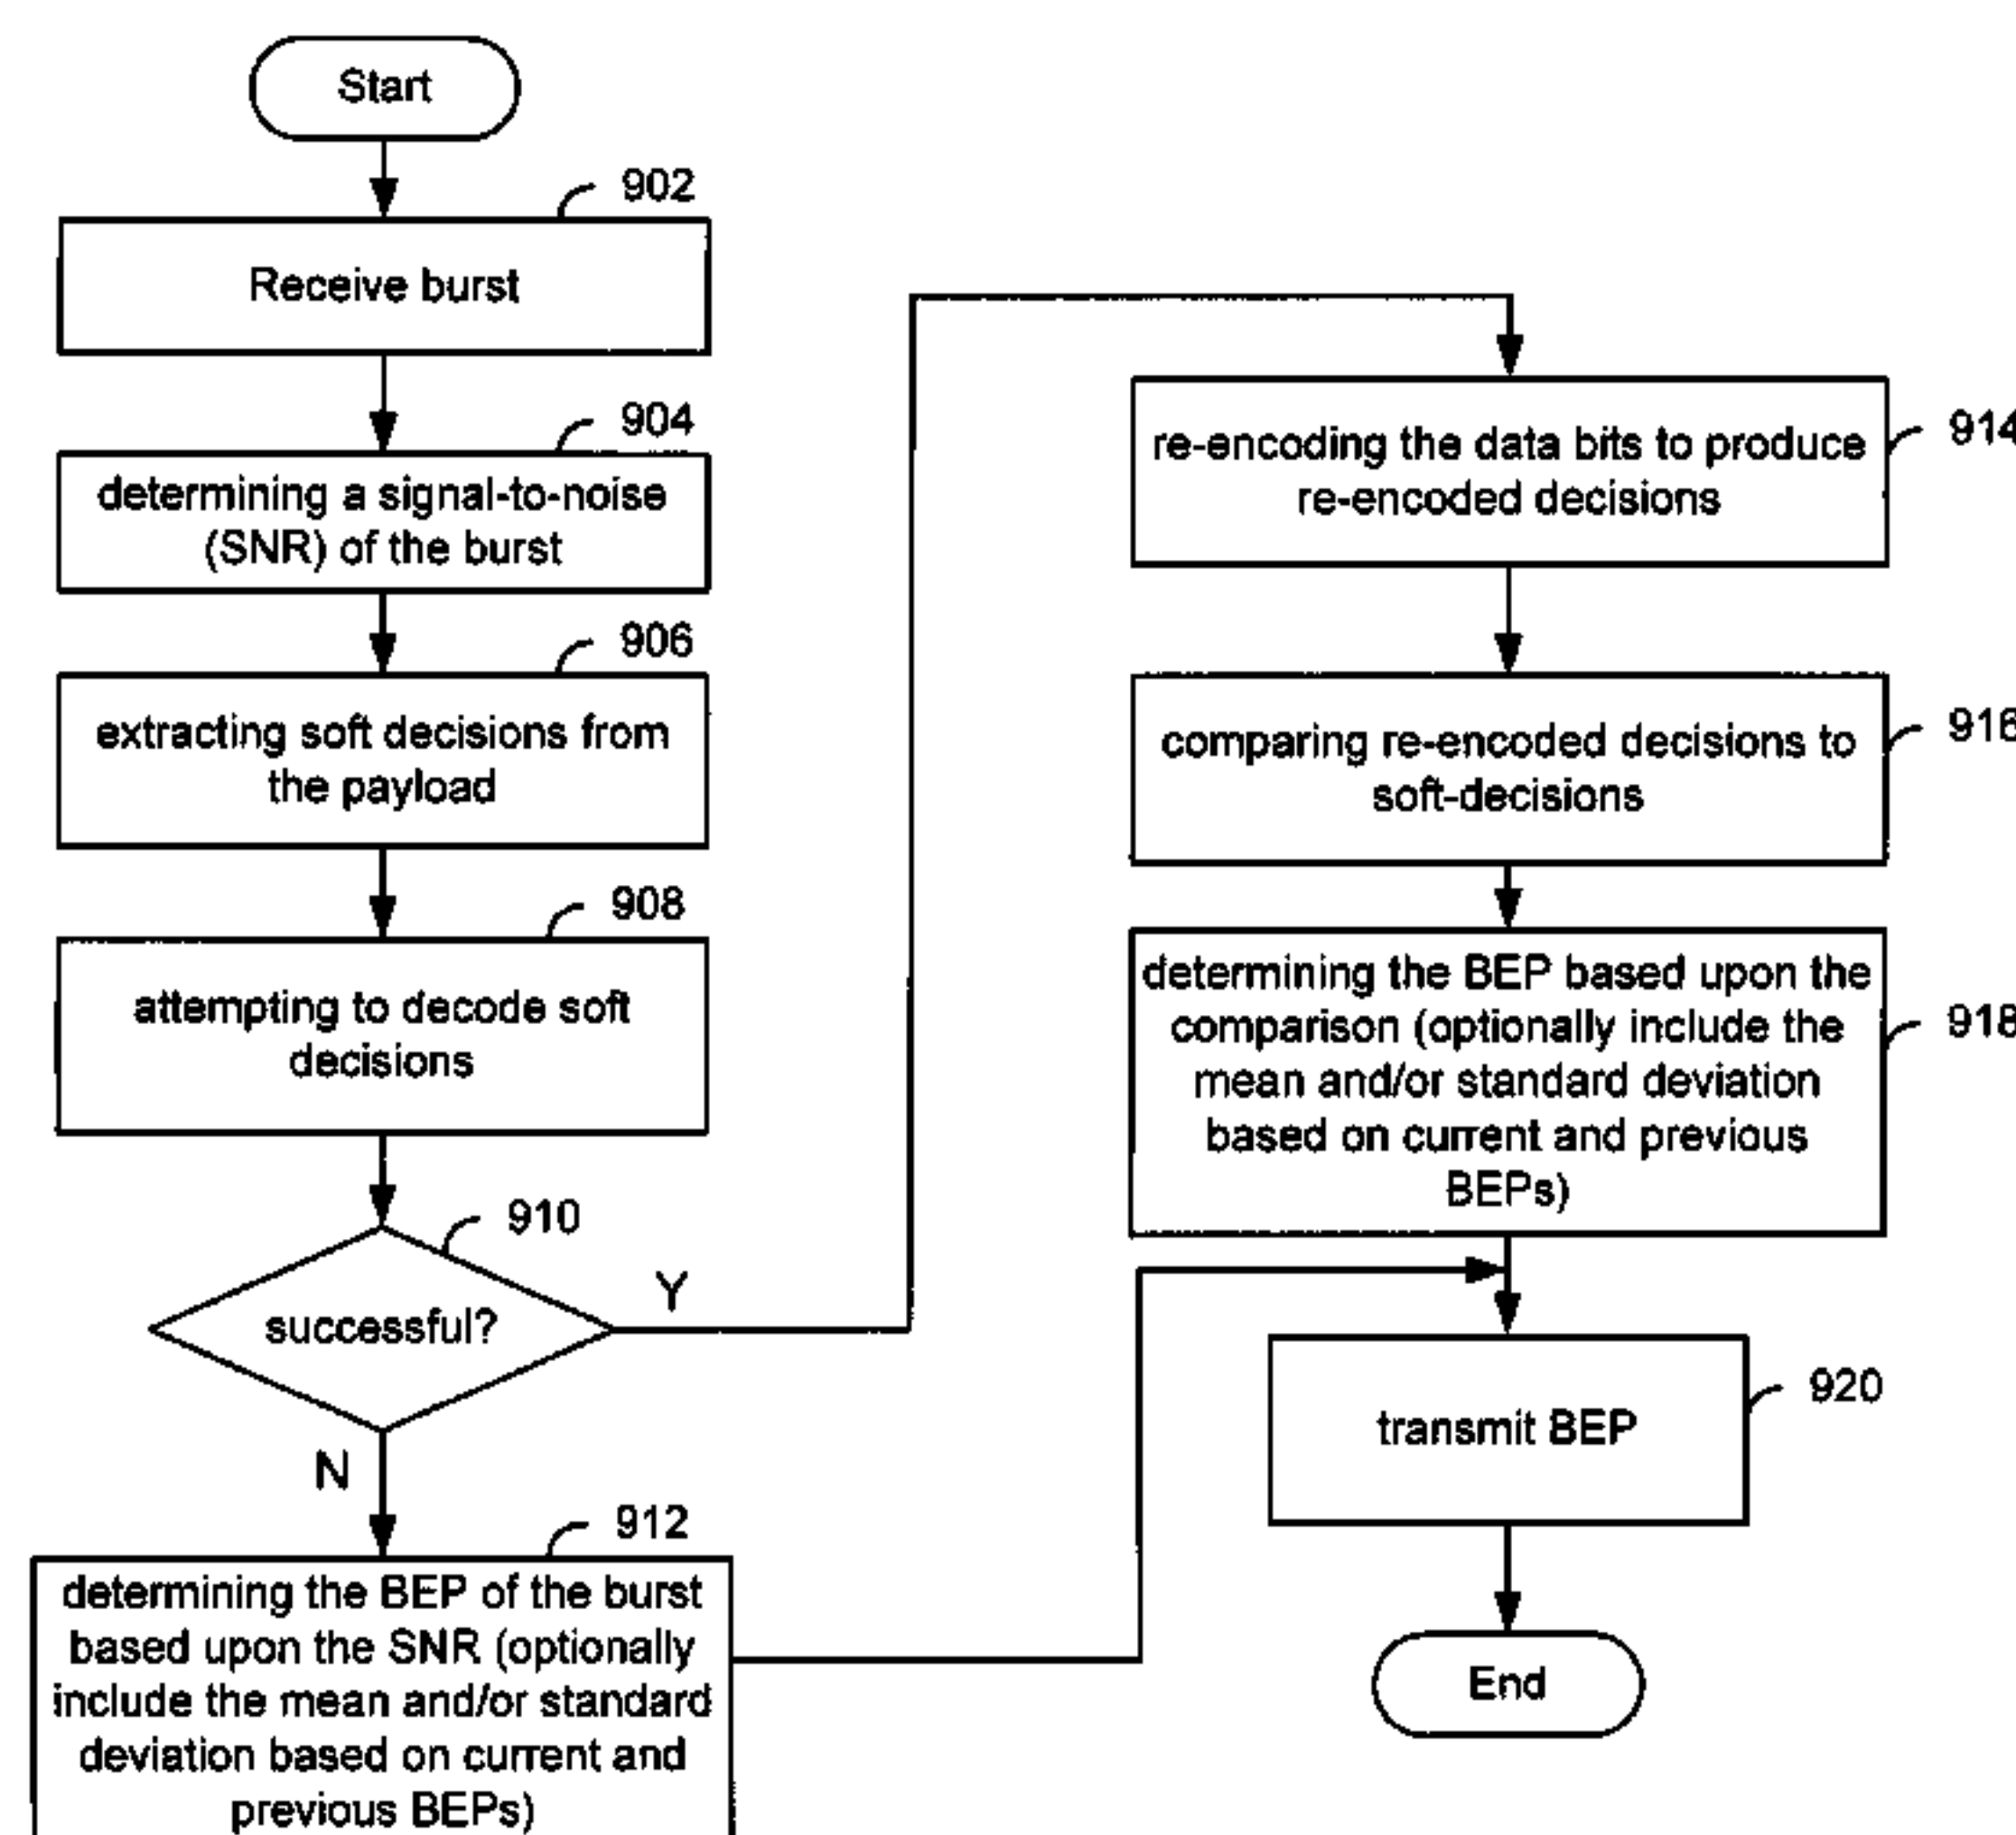 Start
902
Receive burst
904
determining a signal-to-noise
(SNR) of the burst
906
extracting soft decisions from
the payload
908
attempting to decode soft
decisions
910
successful?
Y
N
912
determining the BEP of the burst
based upon the SNR (optionally
include the mean and/or standard
deviation based on current and
previous BEPs)
914
re-encoding the data bits to produce
re-encoded decisions
916
comparing re-encoded decisions to
soft-decisions
918
determining the BEP based upon the
comparison (optionally include the
mean and/or standard deviation
based on current and previous
BEPs)
920
transmit BEP
End